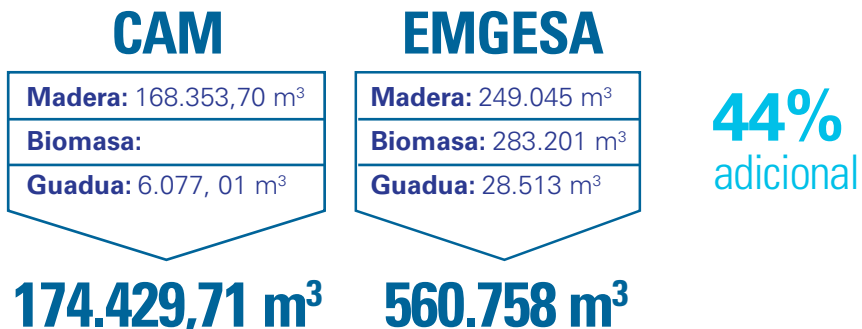 CAM
Madera: 168.353,70 m³
Biomasa:
Guadua: 6.077, 01 m³
174.429,71 m³
EMGESA
Madera: 249.045 m³
Biomasa: 283.201 m³
Guadua: 28.513 m³
560.758 m³
44%
adicional